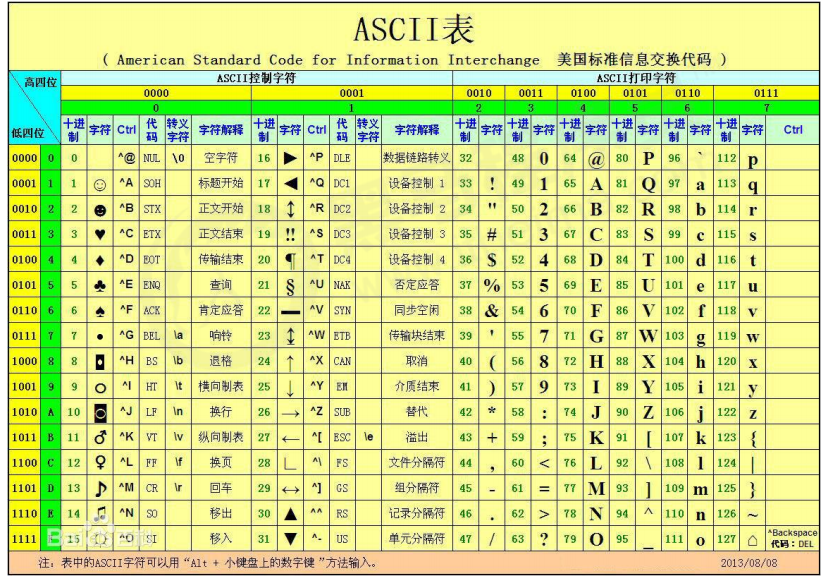 ASCII表
( American Standard Code for Information Interchange 美国标准信息交换代码 )
高四位 ASCII控制字符 ASCII打印字符
0000 0001 0010 0011 0100 0101 0110 0111
0 1 2 3 4 5 6 7
低四位 十进制 字符 Ctrl 代码 转义字符 字符解释 十进制 字符 Ctrl 代码 转义字符 字符解释 十进制 字符 十进制 字符 十进制 字符 十进制 字符 十进制 字符 十进制 字符 Ctrl
0000 0 0 ^@ NUL \0 空字符 16 ► ^P DLE 数据链路转义 32 48 0 64 @ 80 P 96 ` 112 p
0001 1 1 ☺ ^A SOH 标题开始 17 ◄ ^Q DC1 设备控制 1 33 ! 49 1 65 A 81 Q 97 a 113 q
0010 2 2 ☻ ^B STX 正文开始 18 ↕ ^R DC2 设备控制 2 34 " 50 2 66 B 82 R 98 b 114 r
0011 3 3 ♥ ^C ETX 正文结束 19 ‼ ^S DC3 设备控制 3 35 # 51 3 67 C 83 S 99 c 115 s
0100 4 4 ♦ ^D EOT 传输结束 20 ¶ ^T DC4 设备控制 4 36 $ 52 4 68 D 84 T 100 d 116 t
0101 5 5 ♣ ^E ENQ 查询 21 § ^U NAK 否定应答 37 % 53 5 69 E 85 U 101 e 117 u
0110 6 6 ♠ ^F ACK 肯定应答 22 ▬ ^V SYN 同步空闲 38 & 54 6 70 F 86 V 102 f 118 v
0111 7 7 • ^G BEL \a 响铃 23 ↨ ^W ETB 传输块结束 39 ' 55 7 71 G 87 W 103 g 119 w
1000 8 8 ◘ ^H BS \b 退格 24 ↑ ^X CAN 取消 40 ( 56 8 72 H 88 X 104 h 120 x
1001 9 9 ○ ^I HT \t 横向制表 25 ↓ ^Y EM 介质结束 41 ) 57 9 73 I 89 Y 105 i 121 y
1010 A 10 ◙ ^J LF \n 换行 26 → ^Z SUB 替代 42 * 58 : 74 J 90 Z 106 j 122 z
1011 B 11 ♂ ^K VT \v 纵向制表 27 ← ^[ ESC \e 溢出 43 + 59 ; 75 K 91 [ 107 k 123 {
1100 C 12 ♀ ^L FF \f 换页 28 ∟ ^\ FS 文件分隔符 44 , 60 < 76 L 92 \ 108 l 124 |
1101 D 13 ♪ ^M CR \r 回车 29 ↔ ^] GS 组分隔符 45 - 61 = 77 M 93 ] 109 m 125 }
1110 E 14 ♫ ^N SO 移出 30 ▲ ^^ RS 记录分隔符 46 . 62 > 78 N 94 ^ 110 n 126 ~
1111 15 ☼ ^O SI 移入 31 ▼ ^- US 单元分隔符 47 / 63 ? 79 O 95 _ 111 o 127 ⌂ ^Backspace 代码：DEL
注：表中的ASCII字符可以用“Alt + 小键盘上的数字键”方法输入。 2013/08/08